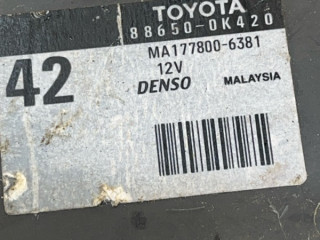 TOYOTA
88650-0K420
42
MA177800-6381
12V
DENSO MALAYSIA